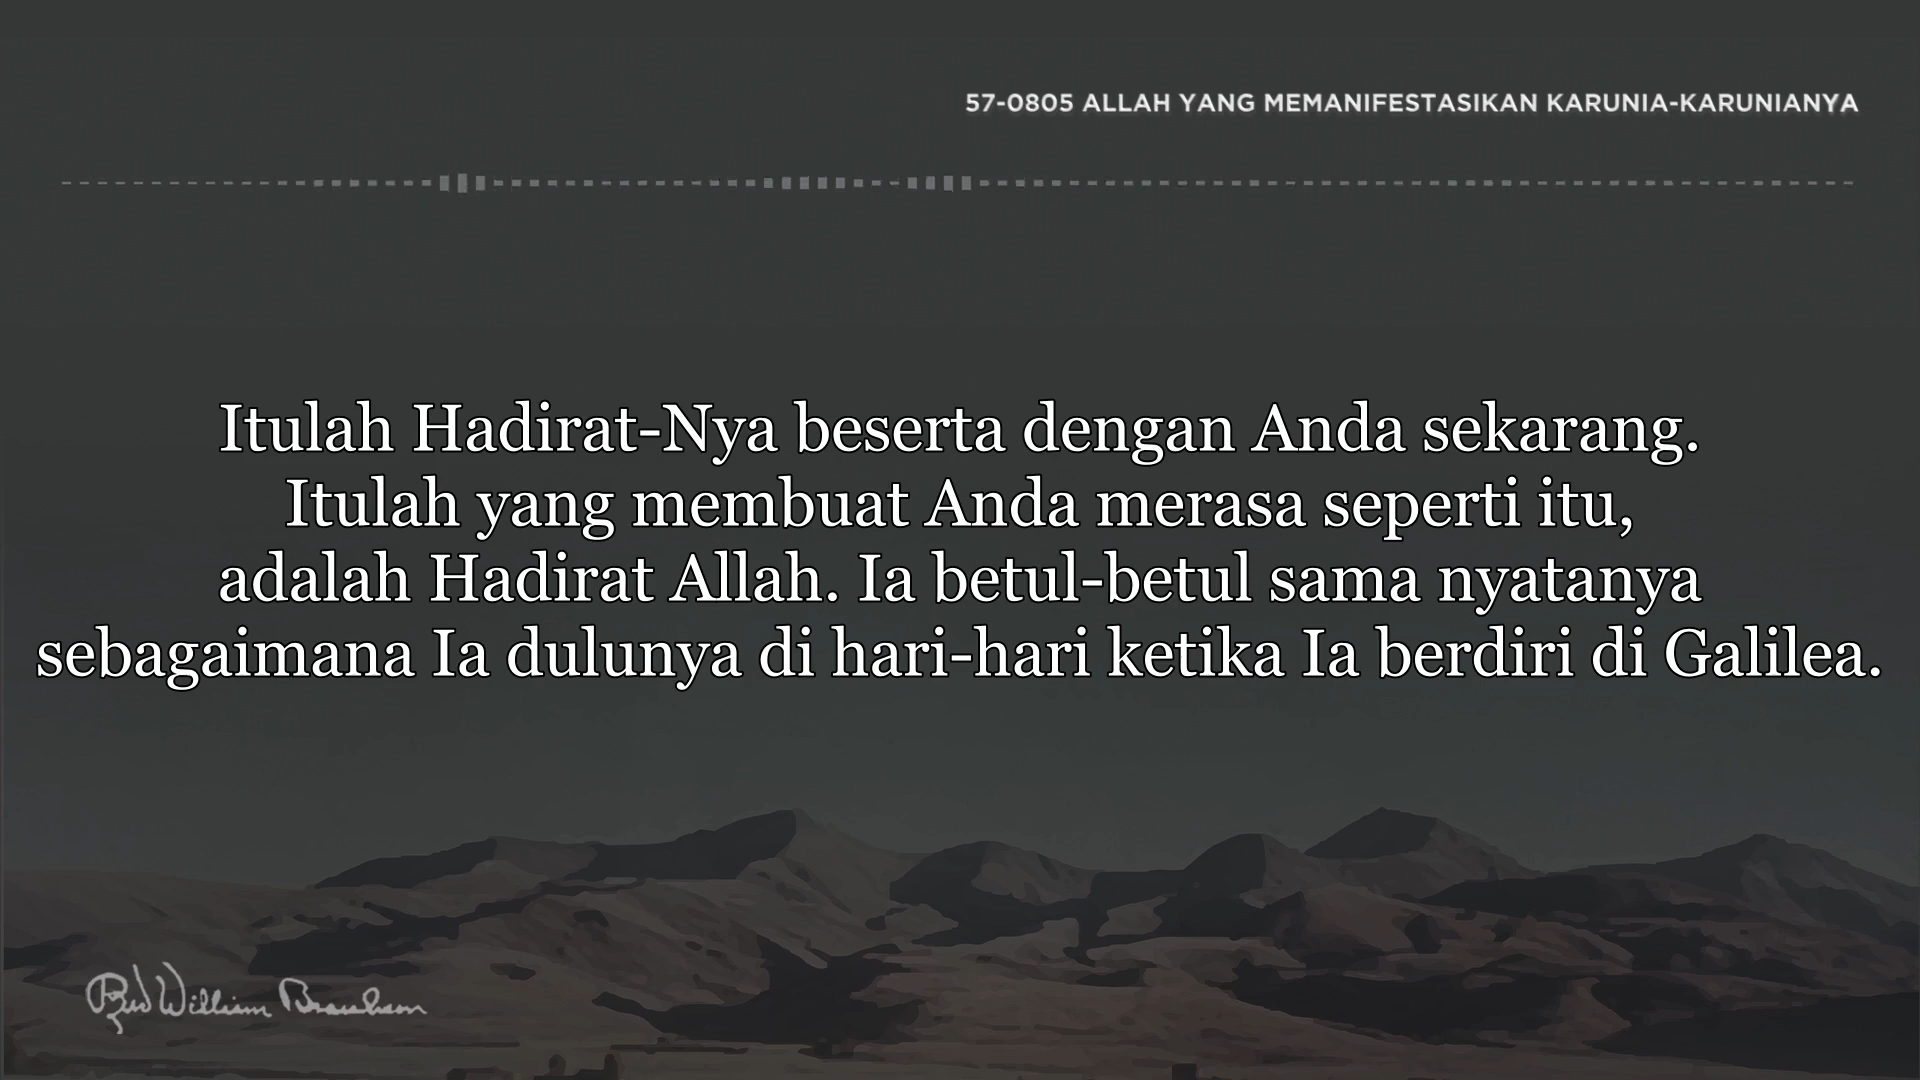 57-0805 ALLAH YANG MEMANIFESTASIKAN KARUNIA-KARUNIANYA
Itulah Hadirat-Nya beserta dengan Anda sekarang.
Itulah yang membuat Anda merasa seperti itu,
adalah Hadirat Allah. Ia betul-betul sama nyatanya
sebagaimana Ia dulunya di hari-hari ketika Ia berdiri di Galilea.
Rev William Branham